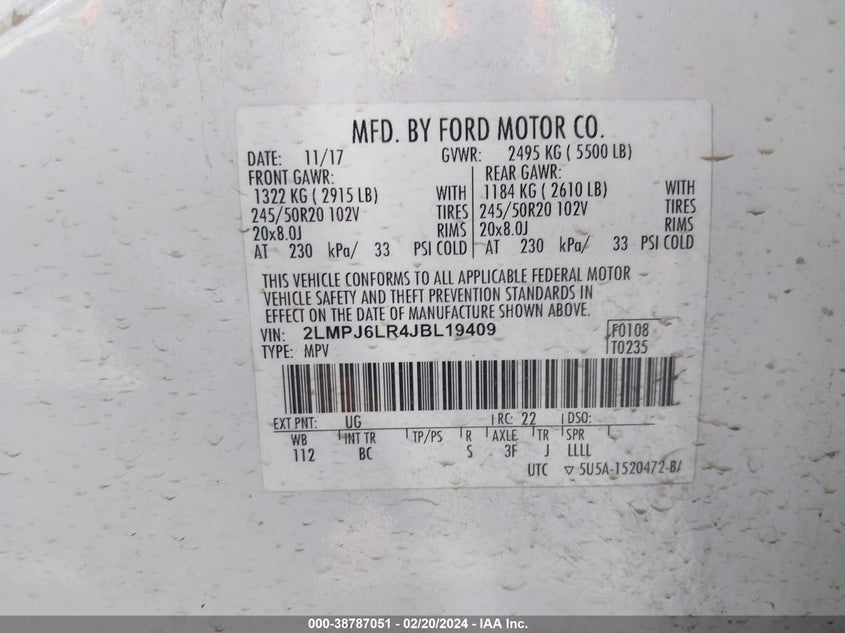 MFD. BY FORD MOTOR CO.
DATE: 11/17 GVWR: 2495 KG ( 5500 LB)
FRONT GAWR: REAR GAWR:
1322 KG ( 2915 LB) WITH 1184 KG ( 2610 LB) WITH
245/50R20 102V TIRES 245/50R20 102V TIRES
20x8.0J RIMS 20x8.0J RIMS
AT 230 kPa/ 33 PSI COLD AT 230 kPa/ 33 PSI COLD
THIS VEHICLE CONFORMS TO ALL APPLICABLE FEDERAL MOTOR
VEHICLE SAFETY AND THEFT PREVENTION STANDARDS IN
EFFECT ON THE DATE OF MANUFACTURE SHOWN ABOVE.
VIN: 2LMPJ6LR4JBL19409 F0108
TYPE: MPV T0235
EXT PNT: UG RC: 22 DSO:
WB INT TR TP/PS R AXLE TR SPR
112 BC S 3F J LLLL
UTC ▽ 5U5A-1520472-B/
000-38787051 - 02/20/2024 - IAA Inc.